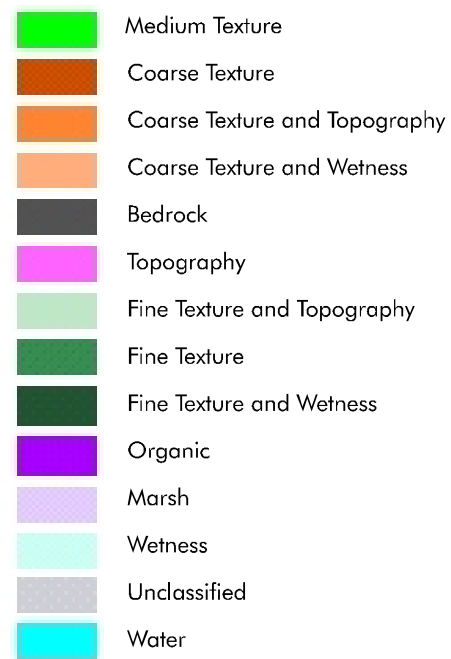 Medium Texture
Coarse Texture
Coarse Texture and Topography
Coarse Texture and Wetness
Bedrock
Topography
Fine Texture and Topography
Fine Texture
Fine Texture and Wetness
Organic
Marsh
Wetness
Unclassified
Water